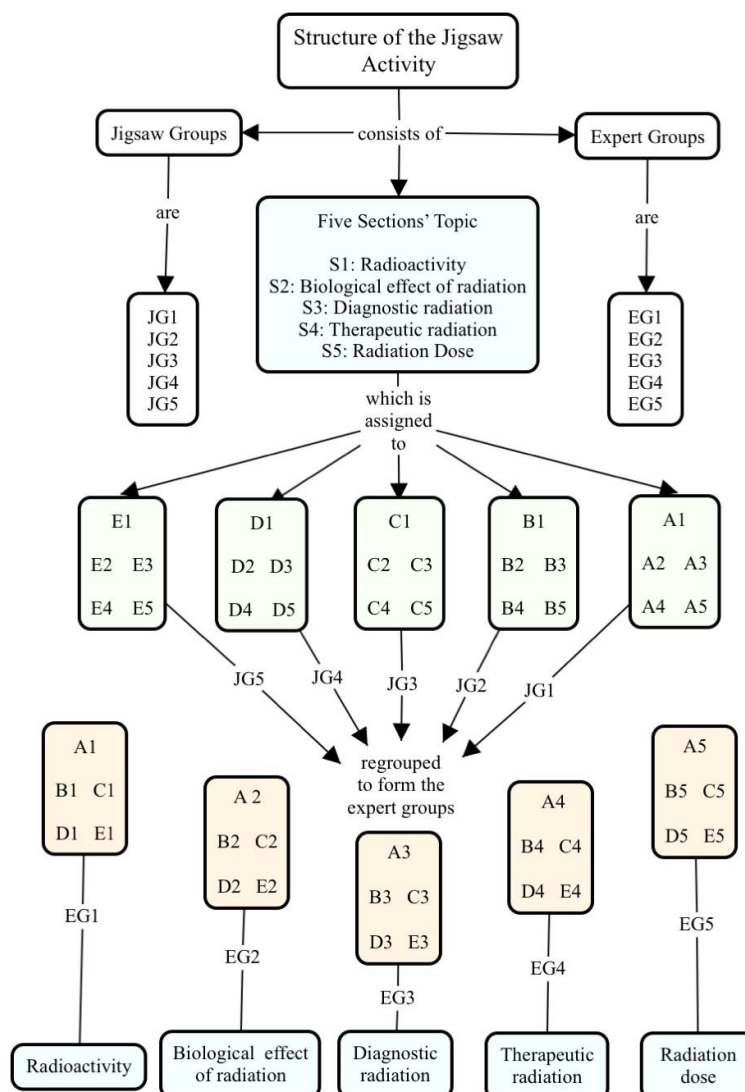 Structure of the Jigsaw
Activity
Jigsaw Groups
consists of
Expert Groups
are
Five Sections’ Topic
S1: Radioactivity
S2: Biological effect of radiation
S3: Diagnostic radiation
S4: Therapeutic radiation
S5: Radiation Dose
are
JG1
JG2
JG3
JG4
JG5
EG1
EG2
EG3
EG4
EG5
which is
assigned
to
E1
E2 E3
E4 E5
D1
D2 D3
D4 D5
C1
C2 C3
C4 C5
B1
B2 B3
B4 B5
A1
A2 A3
A4 A5
JG5
JG4
JG3
JG2
JG1
regrouped
to form the
expert groups
A1
B1 C1
D1 E1
A 2
B2 C2
D2 E2
A3
B3 C3
D3 E3
A4
B4 C4
D4 E4
A5
B5 C5
D5 E5
EG1
EG2
EG3
EG4
EG5
Radioactivity
Biological effect
of radiation
Diagnostic
radiation
Therapeutic
radiation
Radiation
dose